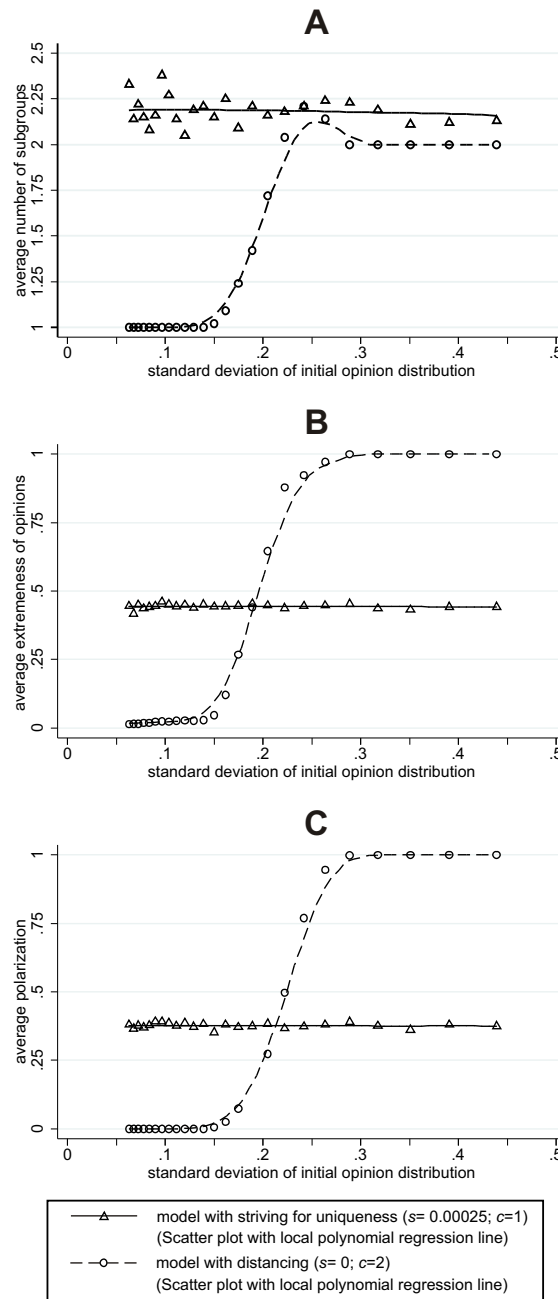 A
average number of subgroups
2.5
2.25
2
1.75
1.5
1.25
1
0 .1 .2 .3 .4 .5
standard deviation of initial opinion distribution
B
average extremeness of opinions
1
.75
.5
.25
0
0 .1 .2 .3 .4 .5
standard deviation of initial opinion distribution
C
average polarization
1
.75
.5
.25
0
0 .1 .2 .3 .4 .5
standard deviation of initial opinion distribution
model with striving for uniqueness (s= 0.00025; c=1)
(Scatter plot with local polynomial regression line)
model with distancing (s= 0; c=2)
(Scatter plot with local polynomial regression line)